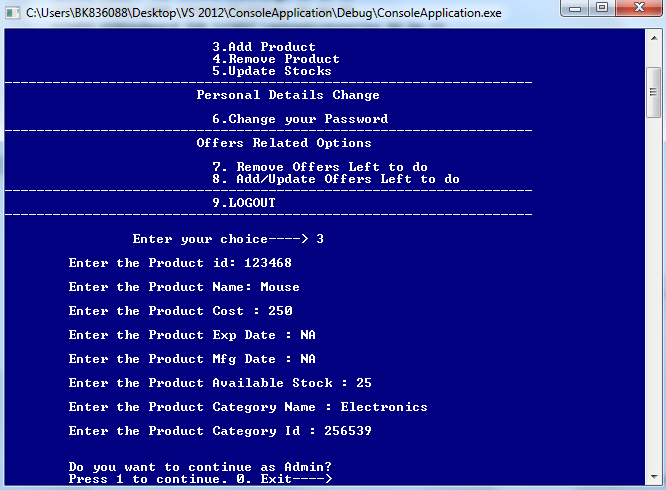 C:\Users\BK836088\Desktop\VS 2012\ConsoleApplication\Debug\ConsoleApplication.exe
3.Add Product
4.Remove Product
5.Update Stocks
------------------------------------------------------------------
Personal Details Change
6.Change your Password
------------------------------------------------------------------
Offers Related Options
7. Remove Offers Left to do
8. Add/Update Offers Left to do
------------------------------------------------------------------
9.LOGOUT
------------------------------------------------------------------
Enter your choice----> 3
Enter the Product id: 123468
Enter the Product Name: Mouse
Enter the Product Cost : 250
Enter the Product Exp Date : NA
Enter the Product Mfg Date : NA
Enter the Product Available Stock : 25
Enter the Product Category Name : Electronics
Enter the Product Category Id : 256539
Do you want to continue as Admin?
Press 1 to continue. 0. Exit---->